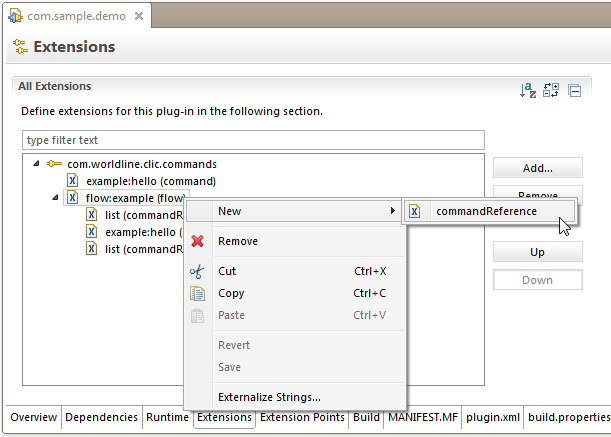 com.sample.demo
Extensions
All Extensions
Define extensions for this plug-in in the following section.
type filter text
com.worldline.clic.commands
example:hello (command)
flow:example (flow)
list (commandR
example:hello (
list (commandR
New
commandReference
Remove
Cut Ctrl+X
Copy Ctrl+C
Paste Ctrl+V
Revert
Save
Externalize Strings...
Add...
Remove
Up
Down
Overview Dependencies Runtime Extensions Extension Points Build MANIFEST.MF plugin.xml build.properties